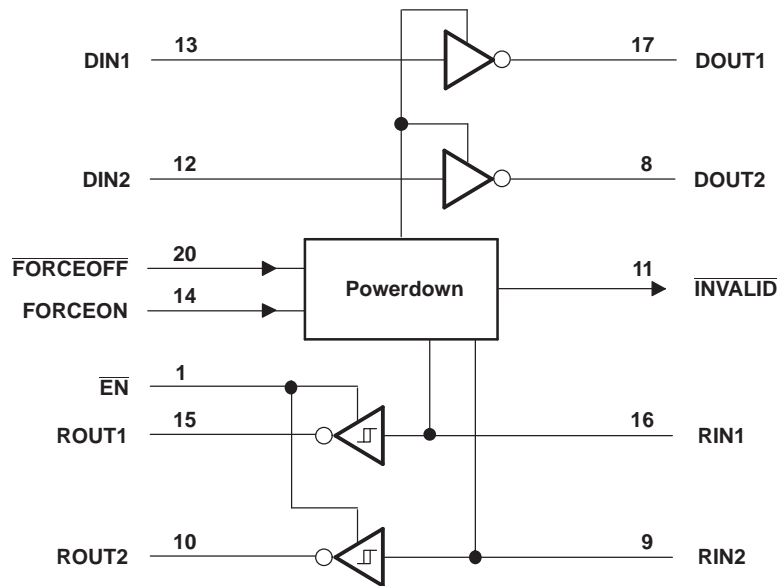 DIN1 13 17 DOUT1
DIN2 12 8 DOUT2
FORCEOFF 20 Powerdown 11 INVALID
FORCEON 14
EN 1
ROUT1 15 16 RIN1
ROUT2 10 9 RIN2